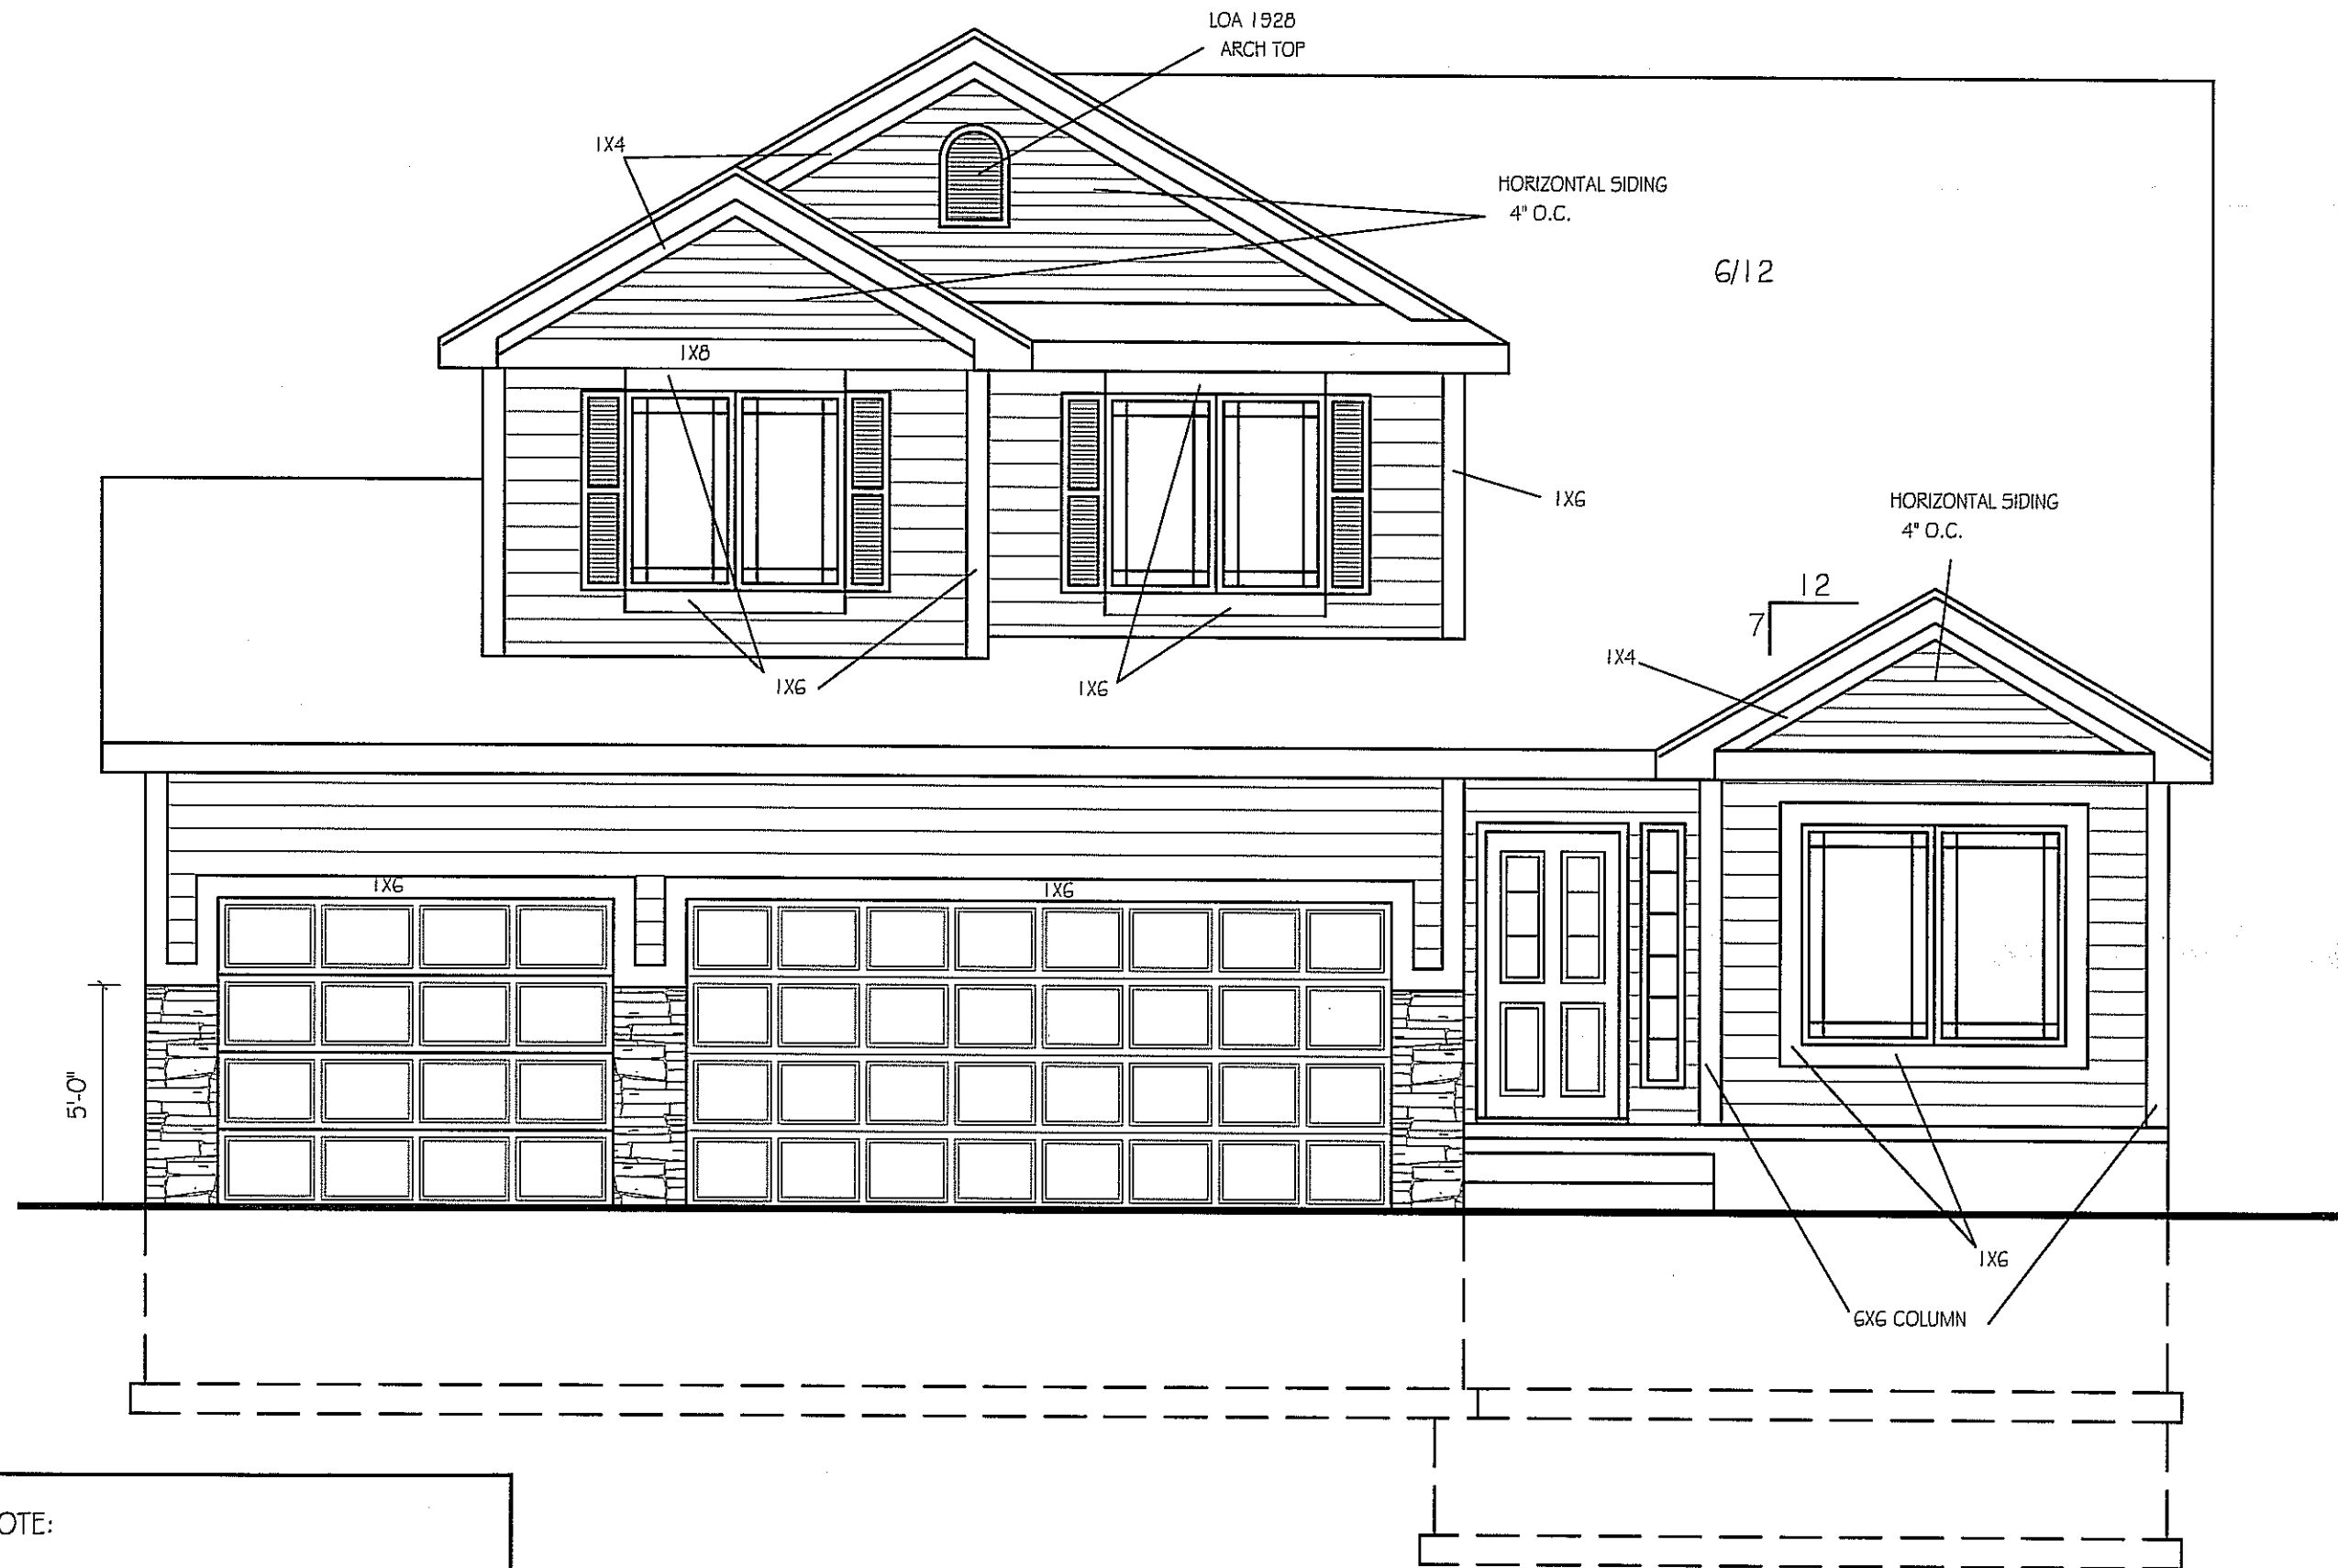 LOA 1928
ARCH TOP
1X4
HORIZONTAL SIDING
4" O.C.
6/12
1X8
1X6
HORIZONTAL SIDING
4" O.C.
12
7
1X4
1X6
1X6
1X6
1X6
5'-0"
1X6
6X6 COLUMN
OTE: